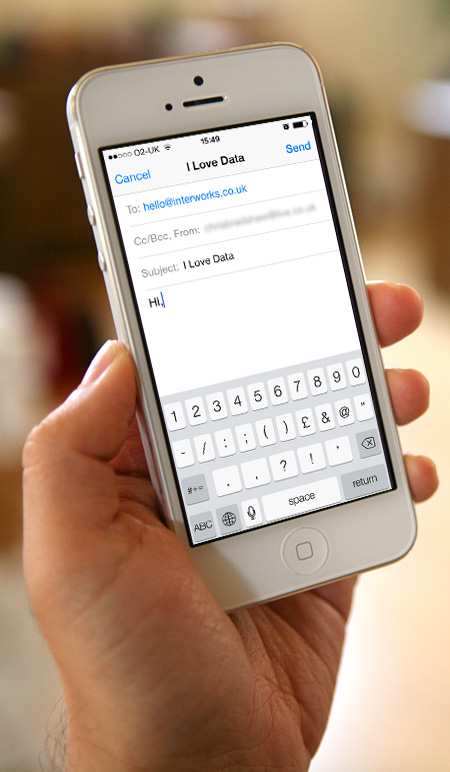 O2-UK 15:49
Cancel I Love Data Send
To: hello@interworks.co.uk
Cc/Bcc, From:
Subject: I Love Data
Hi,
1 2 3 4 5 6 7 8 9 0
- / : ; ( ) £ & @ "
#+= . , ? ! '
ABC space return